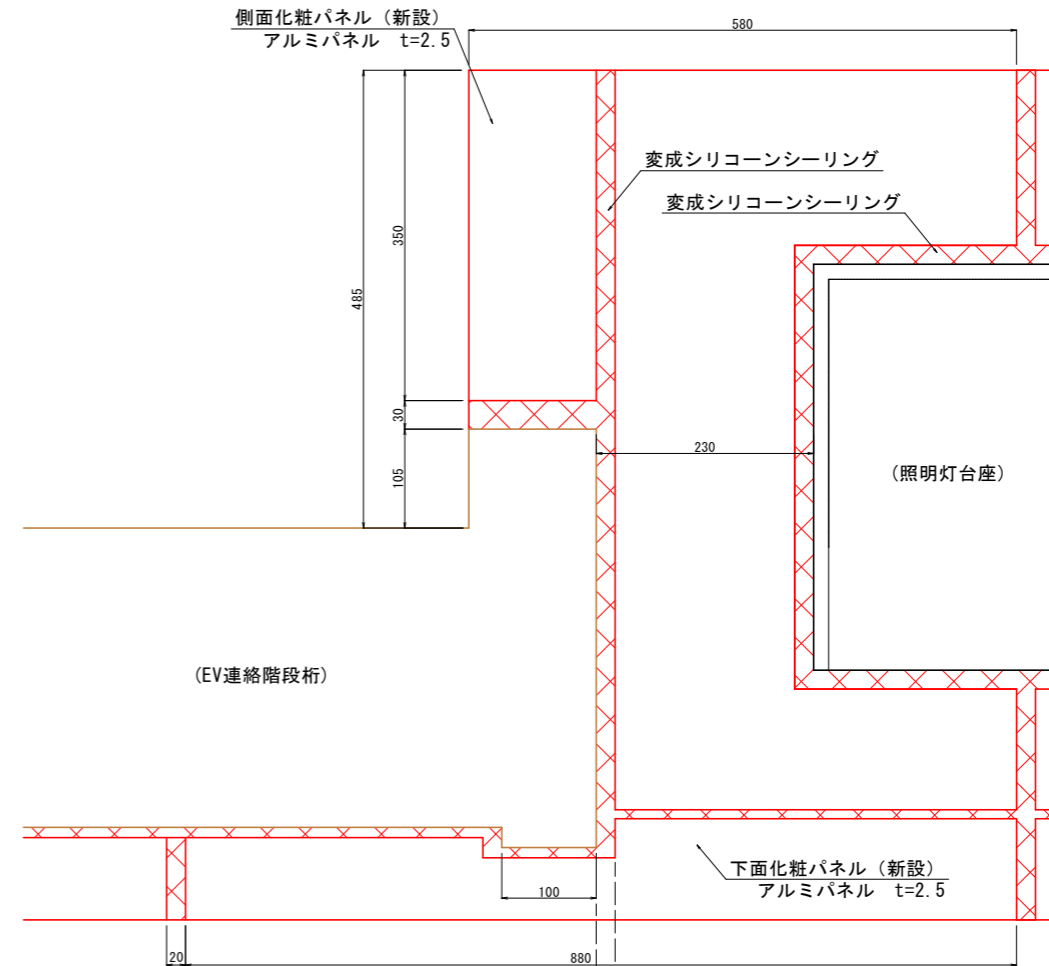 側面化粧パネル（新設）
アルミパネル　t=2.5
580
変成シリコーンシーリング
変成シリコーンシーリング
350
485
30
105
230
(照明灯台座)
(EV連絡階段桁)
下面化粧パネル（新設）
アルミパネル　t=2.5
100
20
880